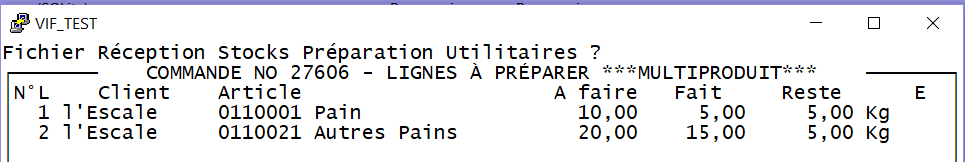 VIF_TEST
Fichier Réception Stocks Préparation Utilitaires ?
COMMANDE NO 27606 - LIGNES À PRÉPARER ***MULTIPRODUIT***
N°L Client Article A faire Fait Reste E
1 l'Escale 0110001 Pain 10,00 5,00 5,00 Kg
2 l'Escale 0110021 Autres Pains 20,00 15,00 5,00 Kg